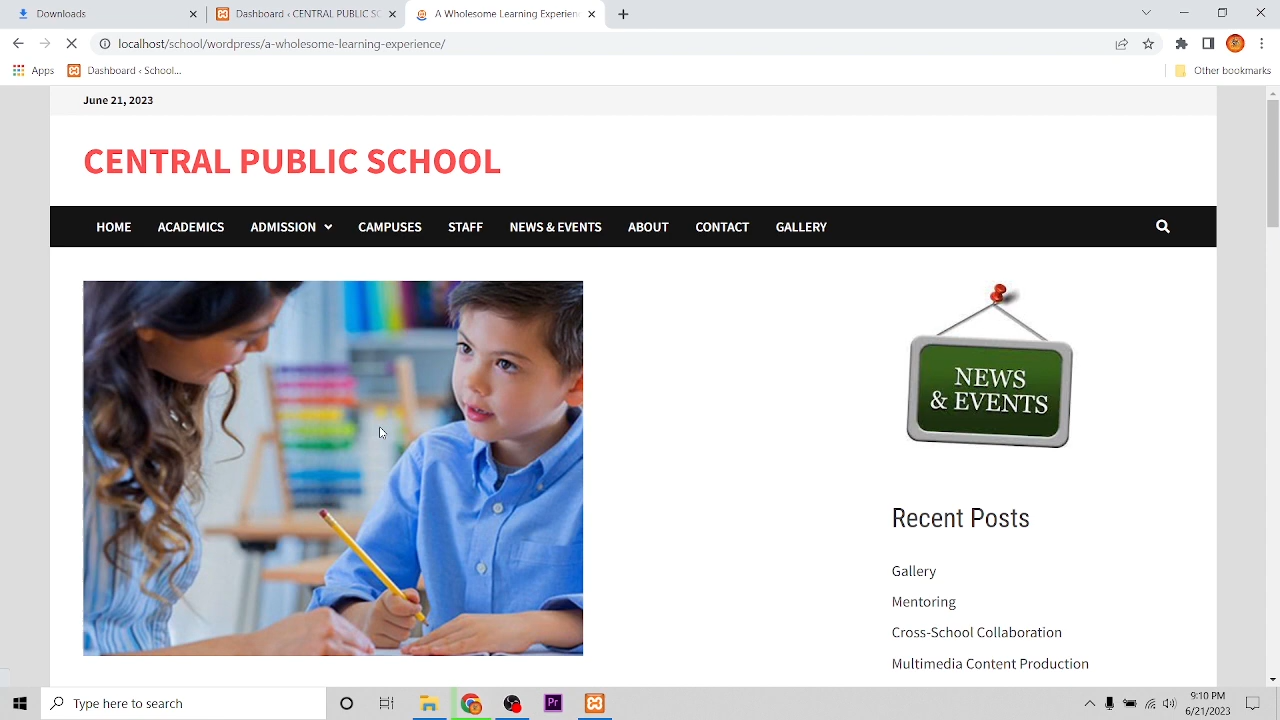 Downloads
Dashboard ‹ CENTRAL PUBLIC SC
A Wholesome Learning Experien
localhost/school/wordpress/a-wholesome-learning-experience/
Apps
Dashboard ‹ School...
Other bookmarks
June 21, 2023
CENTRAL PUBLIC SCHOOL
HOME ACADEMICS ADMISSION CAMPUSES STAFF NEWS & EVENTS ABOUT CONTACT GALLERY
NEWS
& EVENTS
Recent Posts
Gallery
Mentoring
Cross-School Collaboration
Multimedia Content Production
Type here to search
Pr
9:10 PM
6/21/2023